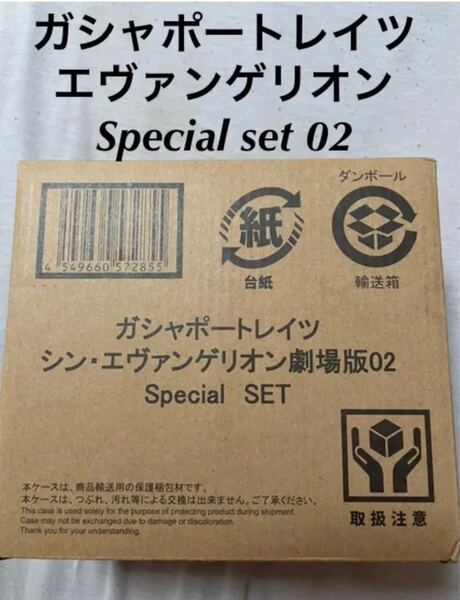 ガシャポートレイツ
エヴァンゲリオン
Special set 02
ダンボール
紙
4 549660 572855
台紙
輸送箱
ガシャポートレイツ
シン・エヴァンゲリオン劇場版02
Special SET
本ケースは、商品輸送用の保護梱包材です。
本ケースは、つぶれ、汚れ等による交換は出来ません。ご了承ください。
This case is used solely for the purpose of protecting product during shipment.
Case may not be exchanged due to damage or discoloration.
Thank you for your understanding.
取扱注意